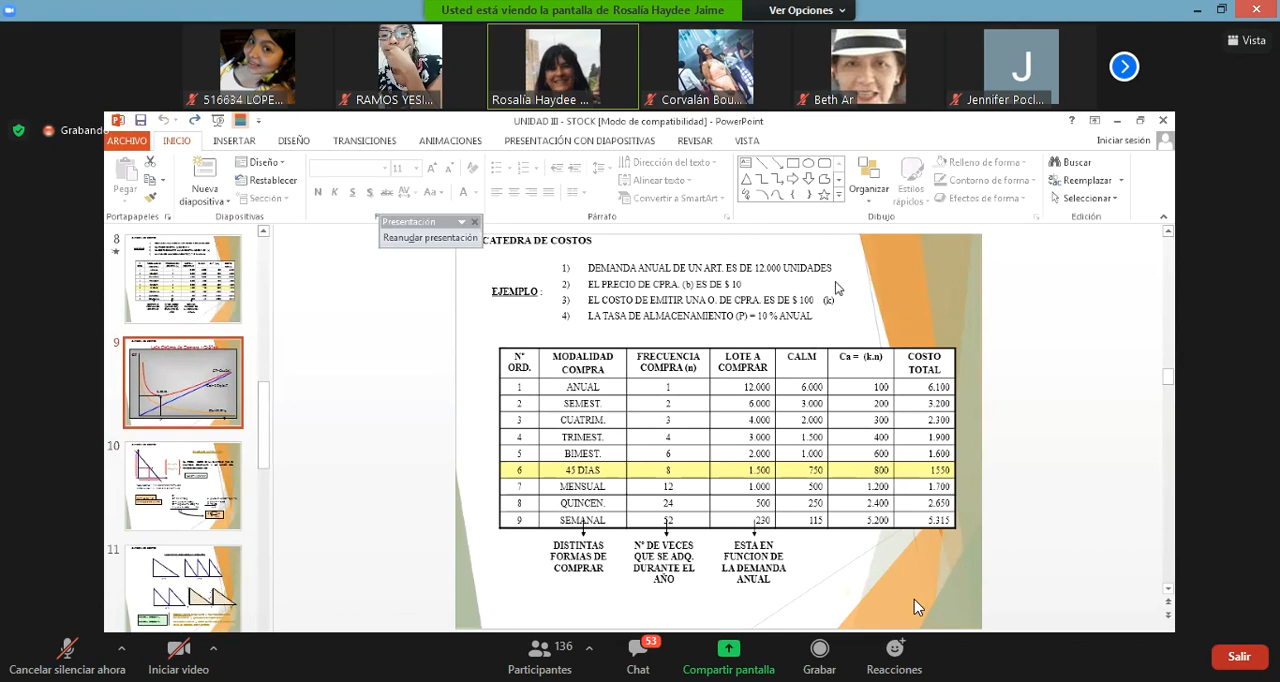 Usted está viendo la pantalla de Rosalía Haydee Jaime
Ver Opciones
Vista
516634 LOPE...
RAMOS YESI...
Rosalía Haydee ...
Corvalán Bou...
Beth Ar
J
Jennifer Pocl...
Grabando
UNIDAD III - STOCK [Modo de compatibilidad] - PowerPoint
ARCHIVO INICIO INSERTAR DISEÑO TRANSICIONES ANIMACIONES PRESENTACIÓN CON DIAPOSITIVAS REVISAR VISTA
Iniciar sesión
Pegar
Portapapeles
Nueva diapositiva
Diseño
Restablecer
Sección
Diapositivas
11
N K S S abc AV Aa A
Dirección del texto
Alinear texto
Convertir a SmartArt
Párrafo
Organizar
Estilos rápidos
Relleno de forma
Contorno de forma
Efectos de forma
Dibujo
Buscar
Reemplazar
Seleccionar
Edición
Presentación
Reanudar presentación
8
9
10
11
CATEDRA DE COSTOS
EJEMPLO :
1) DEMANDA ANUAL DE UN ART. ES DE 12.000 UNIDADES
2) EL PRECIO DE CPRA. (b) ES DE $ 10
3) EL COSTO DE EMITIR UNA O. DE CPRA. ES DE $ 100 (k)
4) LA TASA DE ALMACENAMIENTO (P) = 10 % ANUAL
N° ORD. MODALIDAD COMPRA FRECUENCIA COMPRA (n) LOTE A COMPRAR CALM Ca = (k.n) COSTO TOTAL
1 ANUAL 1 12.000 6.000 100 6.100
2 SEMEST. 2 6.000 3.000 200 3.200
3 CUATRIM. 3 4.000 2.000 300 2.300
4 TRIMEST. 4 3.000 1.500 400 1.900
5 BIMEST. 6 2.000 1.000 600 1.600
6 45 DIAS 8 1.500 750 800 1550
7 MENSUAL 12 1.000 500 1.200 1.700
8 QUINCEN. 24 500 250 2.400 2.650
9 SEMANAL 52 230 115 5.200 5.315
DISTINTAS FORMAS DE COMPRAR
N° DE VECES QUE SE ADQ. DURANTE EL AÑO
ESTA EN FUNCION DE LA DEMANDA ANUAL
Cancelar silenciar ahora
Iniciar video
136
Participantes
53
Chat
Compartir pantalla
Grabar
Reacciones
Salir